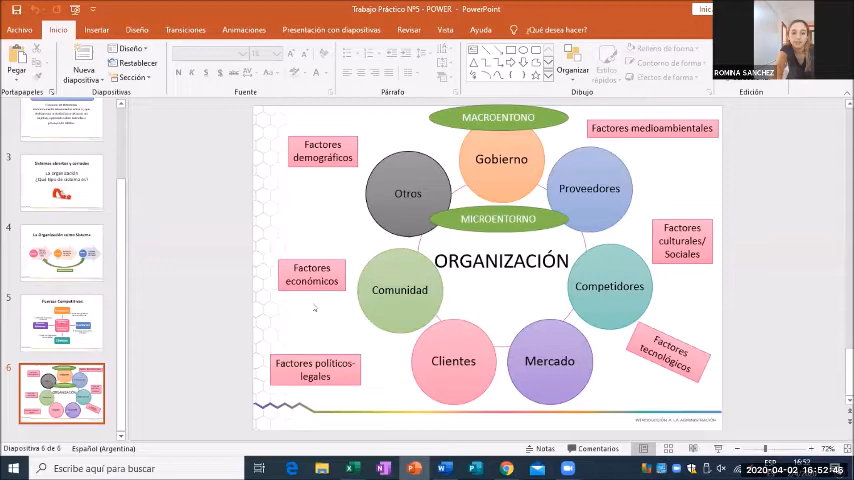 Trabajo Práctico Nº5 - POWER - PowerPoint
Inic
Archivo
Inicio
Insertar
Diseño
Transiciones
Animaciones
Presentación con diapositivas
Revisar
Vista
Ayuda
¿Qué desea hacer?
Pegar
Nueva
diapositiva
Diseño
Restablecer
Sección
N K S abc
Aa
A
Organizar
Estilos
rápidos
Relleno de forma
Contorno de forma
Efectos de forma
ROMINA SANCHEZ
Portapapeles
Diapositivas
Fuente
Párrafo
Dibujo
Edición
3
Sistemas abiertos y cerrados
La organización
¿Qué tipo de sistema es?
4
La Organización como Sistema
5
Fuerzas Competitivas
6
MACROENTONO
Factores
demográficos
Gobierno
Factores medioambientales
Otros
Proveedores
MICROENTORNO
Factores
culturales/
Sociales
ORGANIZACIÓN
Factores
económicos
Comunidad
Competidores
Factores
tecnológicos
Factores políticos-
legales
Clientes
Mercado
INTRODUCCIÓN A LA ADMINISTRACIÓN
Diapositiva 6 de 6
Español (Argentina)
Notas
Comentarios
72%
Escribe aquí para buscar
ESP
16:52
2020-04-02 16:52:46